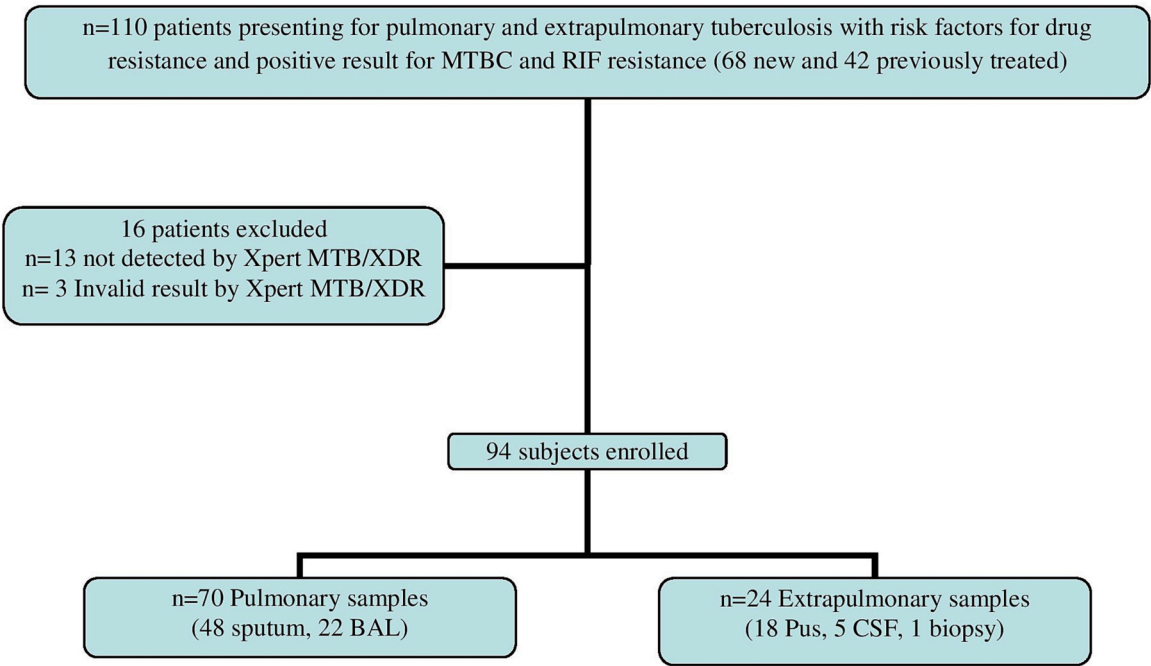 n=110 patients presenting for pulmonary and extrapulmonary tuberculosis with risk factors for drug
resistance and positive result for MTBC and RIF resistance (68 new and 42 previously treated)
16 patients excluded
n=13 not detected by Xpert MTB/XDR
n= 3 Invalid result by Xpert MTB/XDR
94 subjects enrolled
n=70 Pulmonary samples
(48 sputum, 22 BAL)
n=24 Extrapulmonary samples
(18 Pus, 5 CSF, 1 biopsy)